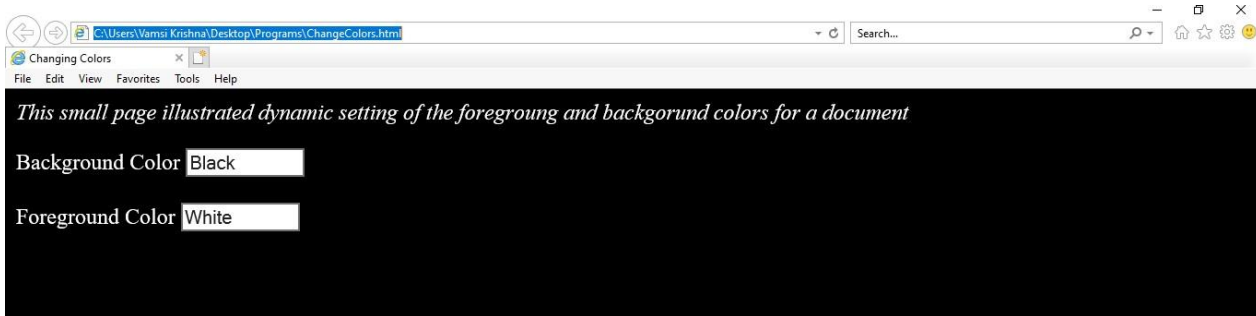 C:\Users\Vamsi Krishna\Desktop\Programs\ChangeColors.html
Search...
Changing Colors
File Edit View Favorites Tools Help
This small page illustrated dynamic setting of the foregroung and backgorund colors for a document
Background Color Black
Foreground Color White